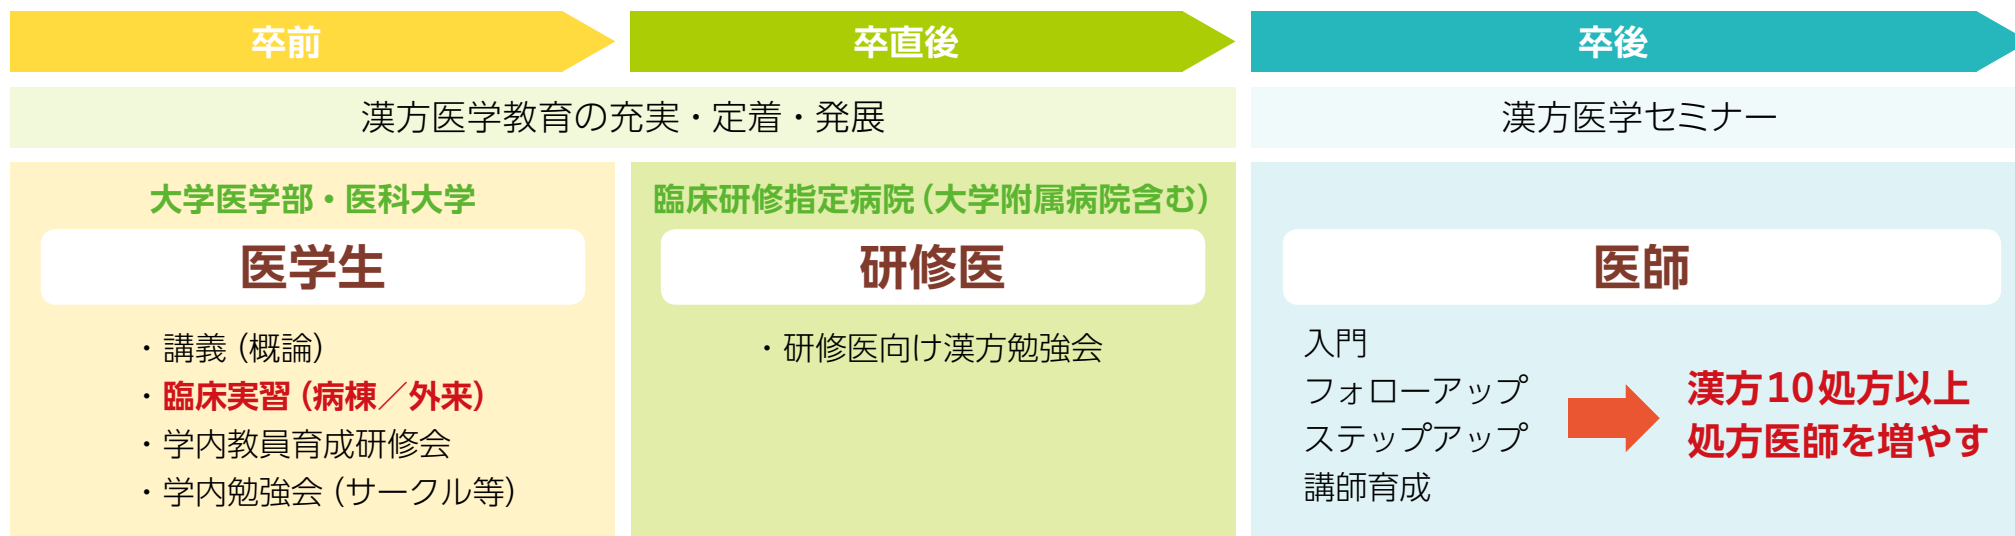 卒前
卒直後
卒後
漢方医学教育の充実・定着・発展
漢方医学セミナー
大学医学部・医科大学
医学生
・講義（概論）
・臨床実習（病棟／外来）
・学内教員育成研修会
・学内勉強会（サークル等）
臨床研修指定病院（大学附属病院含む）
研修医
・研修医向け漢方勉強会
医師
入門
フォローアップ
ステップアップ
講師育成
漢方10処方以上
処方医師を増やす